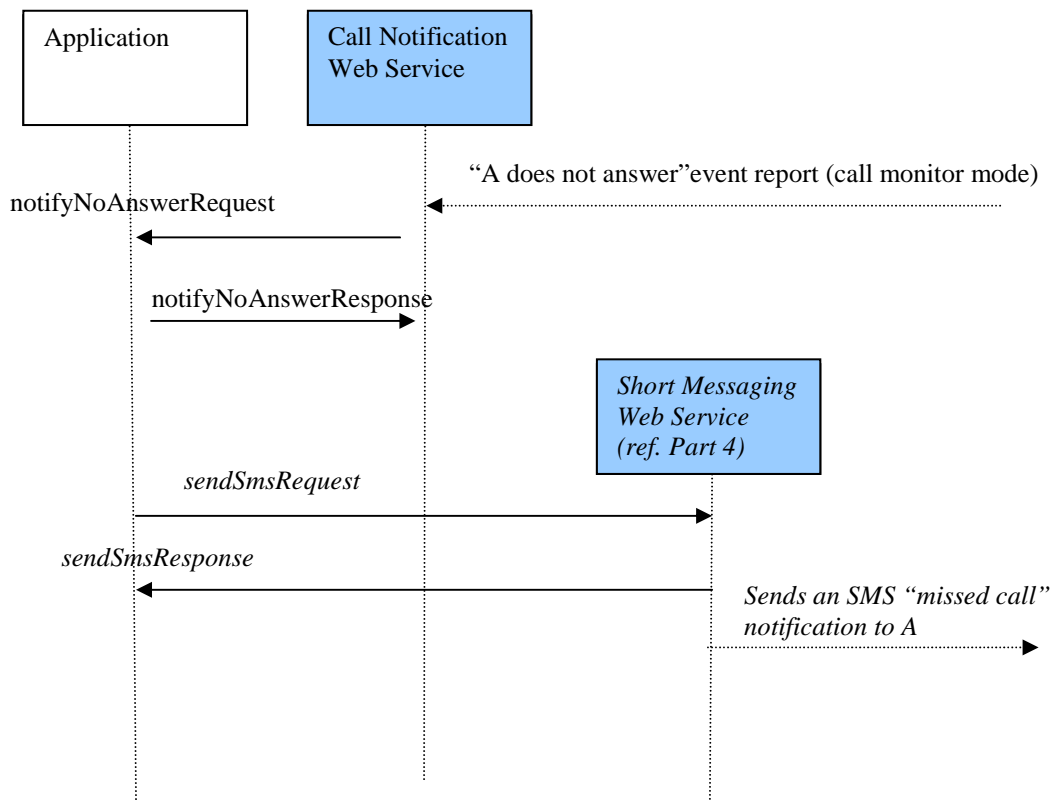 Application
Call Notification
Web Service
“A does not answer”event report (call monitor mode)
notifyNoAnswerRequest
notifyNoAnswerResponse
Short Messaging
Web Service
(ref. Part 4)
sendSmsRequest
sendSmsResponse
Sends an SMS “missed call”
notification to A